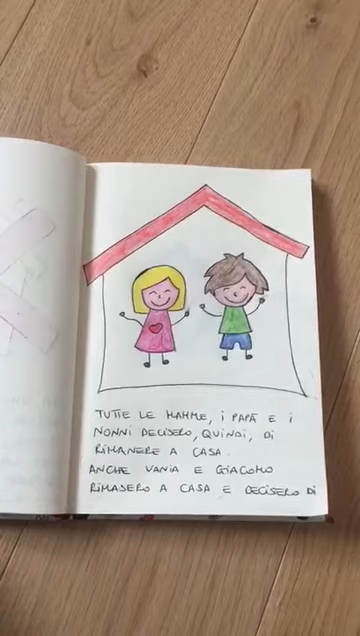 TUTTE LE MAMME, I PAPÀ E I
NONNI DECISERO, QUINDI, DI
RIMANERE A CASA.
ANCHE VANIA E GIACOMO
RIMASERO A CASA E DECISERO DI